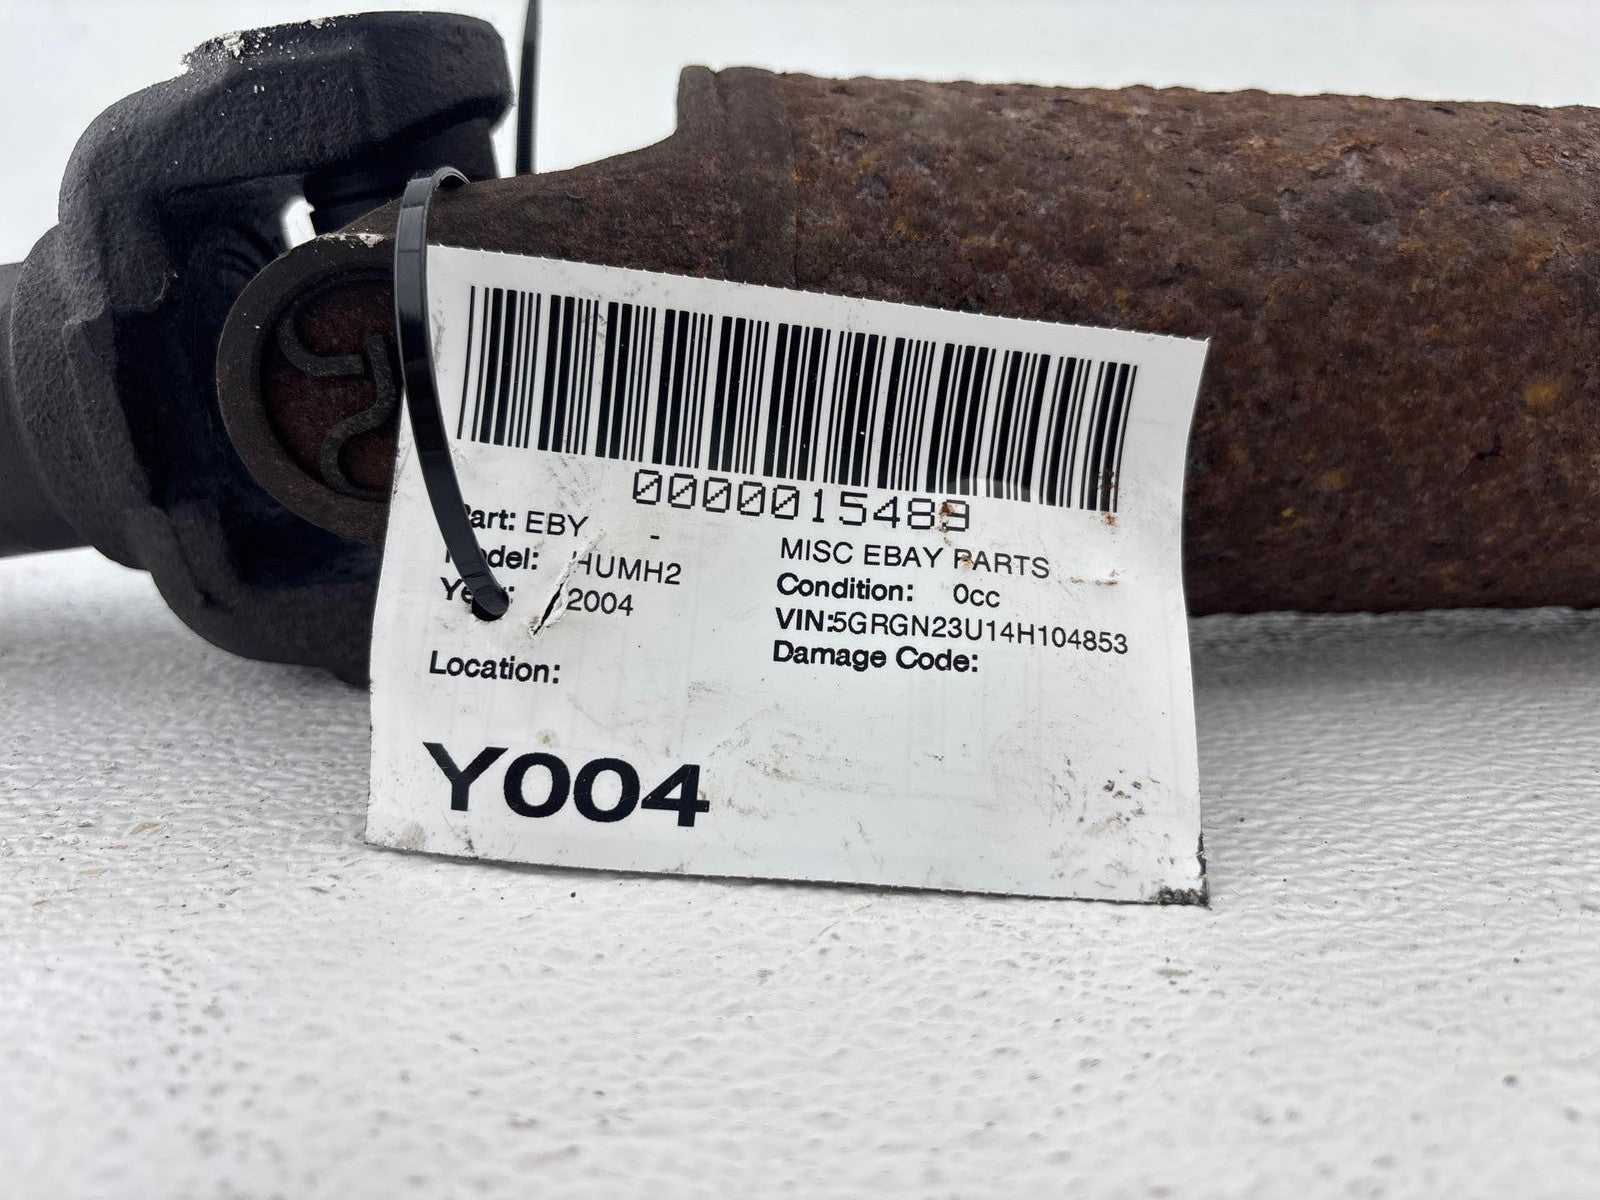 0000015489
Part: EBY -
MISC EBAY PARTS
Model: HUMH2
Condition: 0cc
Year: 2004
VIN:5GRGN23U14H104853
Damage Code:
Location:
Y004